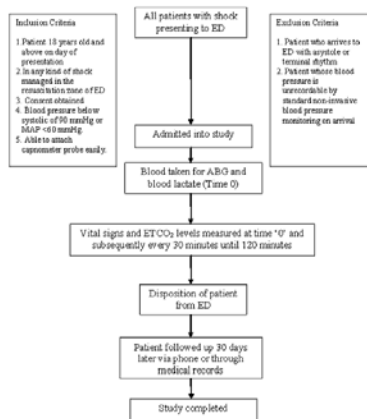 Inclusion Criteria
1.Patient 18 years old and
above on day of
presentation
2.In any kind of shock
managed in the
resuscitation zone of ED
3. Consent obtained
4. Blood pressure below
systolic of 90 mmHg or
MAP <60 mmHg
5. Able to attach
capnometer probe easily.
All patients with shock
presenting to ED
Exclusion Criteria
1. Patient who arrives to
ED with asystole or
terminal rhythm
2. Patient whose blood
pressure is
unrecordable by
standard non-invasive
blood pressure
monitoring on arrival
Admitted into study
Blood taken for ABG and
blood lactate (Time 0)
Vital signs and ETCO₂ levels measured at time "0" and
subsequently every 30 minutes until 120 minutes
Disposition of patient
from ED
Patient followed up 30 days
later via phone or through
medical records
Study completed